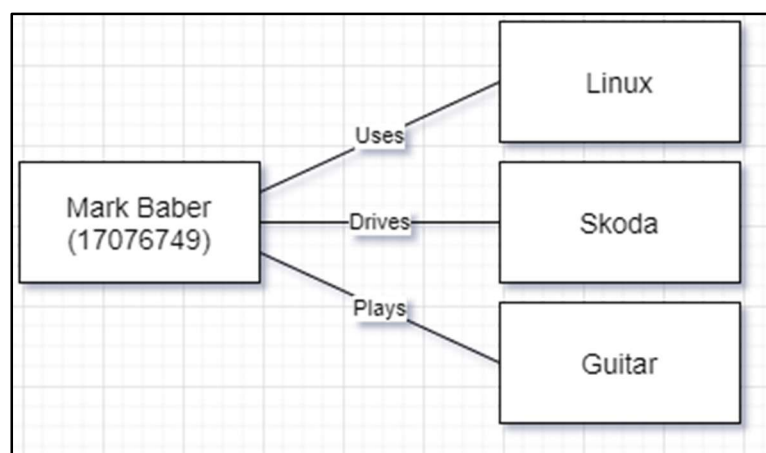 Linux
Uses
Mark Baber
(17076749)
Drives
Skoda
Plays
Guitar